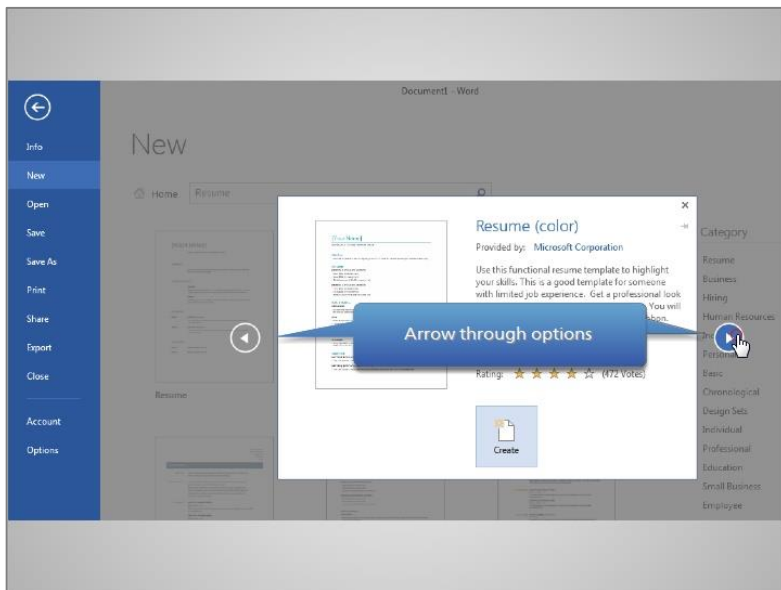 Document1 - Word
Info
New
Open
Save
Save As
Print
Share
Export
Close
Account
Options
New
Home
Resume
Resume
Resume (color)
Provided by: Microsoft Corporation
Use this functional resume template to highlight
your skills. This is a good template for someone
with limited job experience. Get a professional look
You will
Arrow through options
Rating:
(472 Votes)
Create
[Your Name]
Category
Resume
Business
Hiring
Human Resources
Basic
Chronological
Design Sets
Individual
Professional
Education
Small Business
Employee